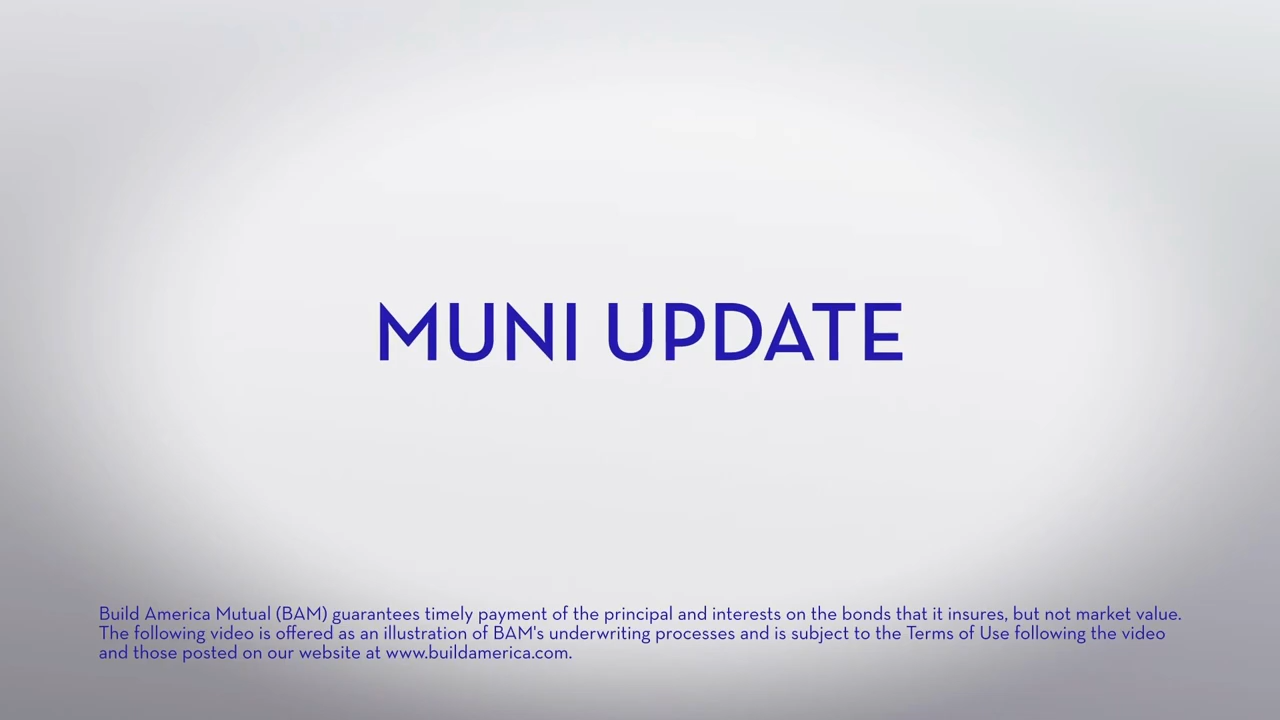 MUNI UPDATE
Build America Mutual (BAM) guarantees timely payment of the principal and interests on the bonds that it insures, but not market value.
The following video is offered as an illustration of BAM's underwriting processes and is subject to the Terms of Use following the video
and those posted on our website at www.buildamerica.com.